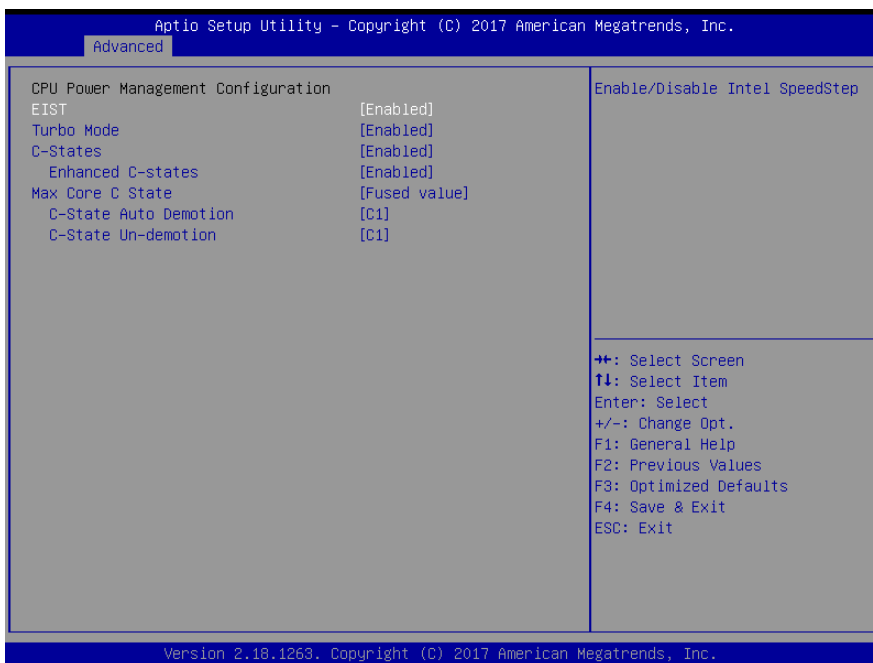 Aptio Setup Utility – Copyright (C) 2017 American Megatrends, Inc.
Advanced
CPU Power Management Configuration
EIST [Enabled]
Turbo Mode [Enabled]
C-States [Enabled]
Enhanced C-states [Enabled]
Max Core C State [Fused value]
C-State Auto Demotion [C1]
C-State Un-demotion [C1]
Enable/Disable Intel SpeedStep
→←: Select Screen
↑↓: Select Item
Enter: Select
+/-: Change Opt.
F1: General Help
F2: Previous Values
F3: Optimized Defaults
F4: Save & Exit
ESC: Exit
Version 2.18.1263. Copyright (C) 2017 American Megatrends, Inc.